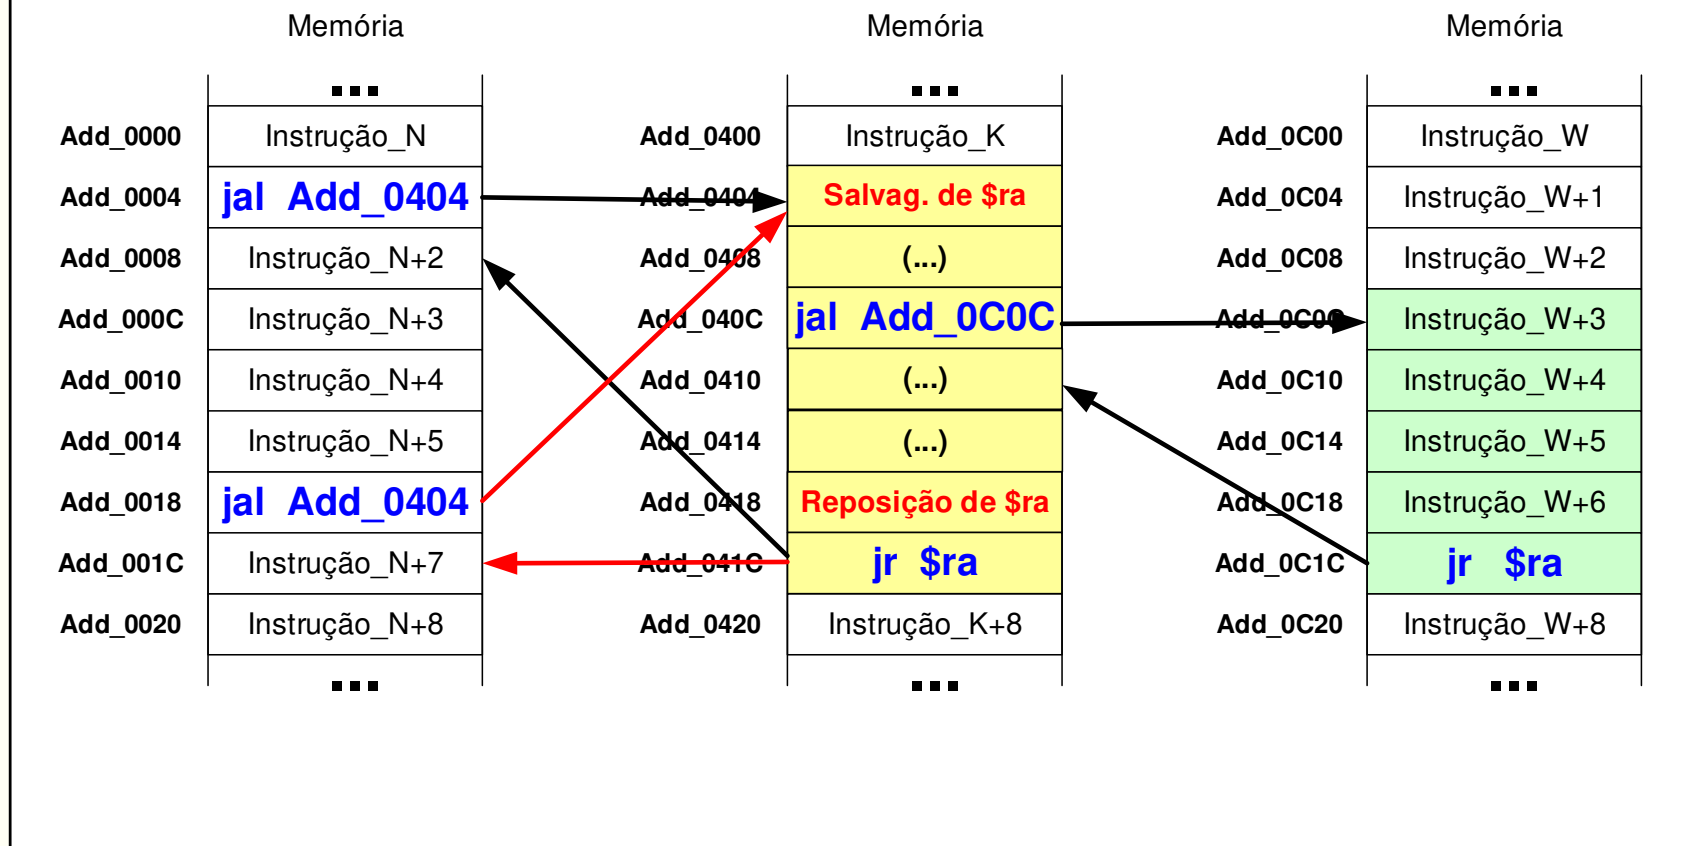 Memória Memória Memória
Add_0000 Instrução_N Add_0400 Instrução_K Add_0C00 Instrução_W
Add_0004 jal Add_0404 Add_0404 Salvag. de $ra Add_0C04 Instrução_W+1
Add_0008 Instrução_N+2 Add_0408 (...) Add_0C08 Instrução_W+2
Add_000C Instrução_N+3 Add_040C jal Add_0C0C Add_0C0C Instrução_W+3
Add_0010 Instrução_N+4 Add_0410 (...) Add_0C10 Instrução_W+4
Add_0014 Instrução_N+5 Add_0414 (...) Add_0C14 Instrução_W+5
Add_0018 jal Add_0404 Add_0418 Reposição de $ra Add_0C18 Instrução_W+6
Add_001C Instrução_N+7 Add_041C jr $ra Add_0C1C jr $ra
Add_0020 Instrução_N+8 Add_0420 Instrução_K+8 Add_0C20 Instrução_W+8